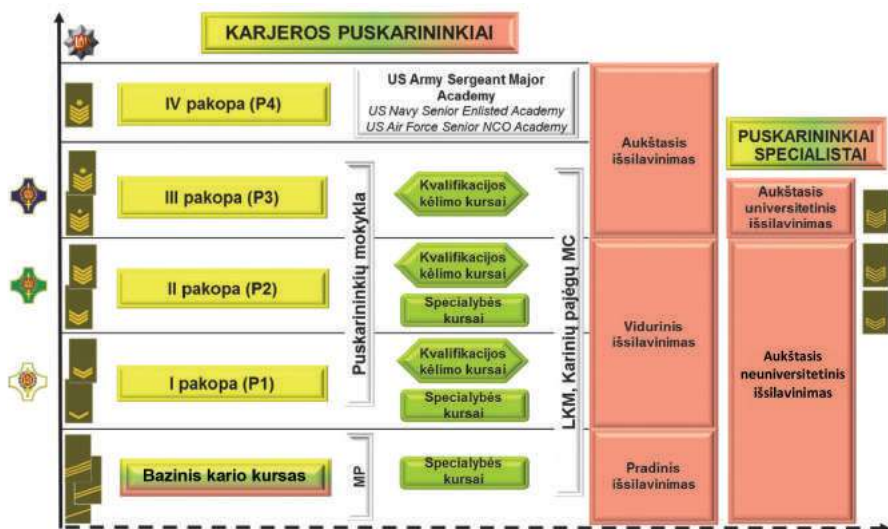 KARJEROS PUSKARININKIAI
IV pakopa (P4)
US Army Sergeant Major
Academy
US Navy Senior Enlisted Academy
US Air Force Senior NCO Academy
Aukštasis
išsilavinimas
PUSKARININKIAI
SPECIALISTAI
III pakopa (P3)
Puskarininkių mokykla
Kvalifikacijos
kėlimo kursai
LKM, Karinių pajėgų MC
Aukštasis
universitetinis
išsilavinimas
II pakopa (P2)
Kvalifikacijos
kėlimo kursai
Specialybės
kursai
Vidurinis
išsilavinimas
Aukštasis
neuniversitetinis
išsilavinimas
I pakopa (P1)
Kvalifikacijos
kėlimo kursai
Specialybės
kursai
Bazinis kario kursas
MP
Specialybės
kursai
Pradinis
išsilavinimas